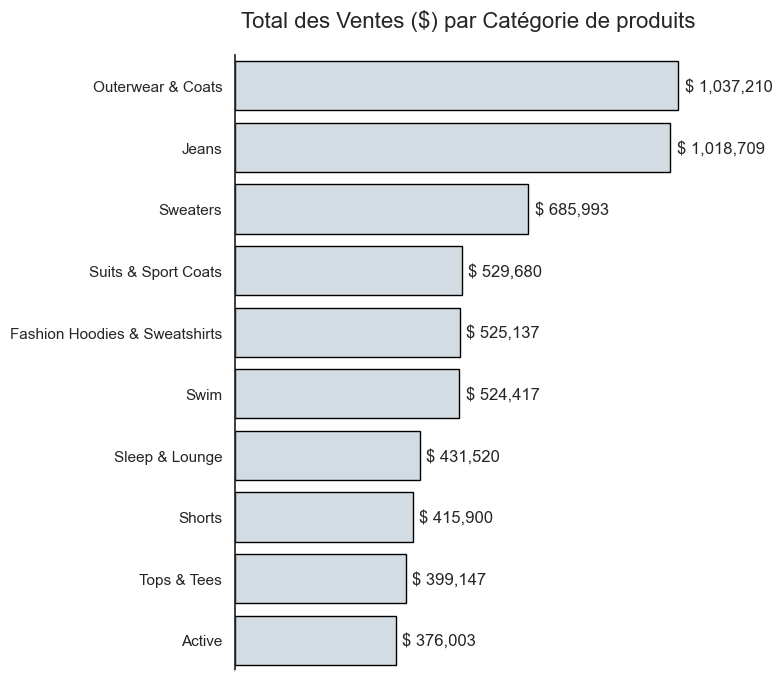 Total des Ventes ($) par Catégorie de produits
Outerwear & Coats $ 1,037,210
Jeans $ 1,018,709
Sweaters $ 685,993
Suits & Sport Coats $ 529,680
Fashion Hoodies & Sweatshirts $ 525,137
Swim $ 524,417
Sleep & Lounge $ 431,520
Shorts $ 415,900
Tops & Tees $ 399,147
Active $ 376,003